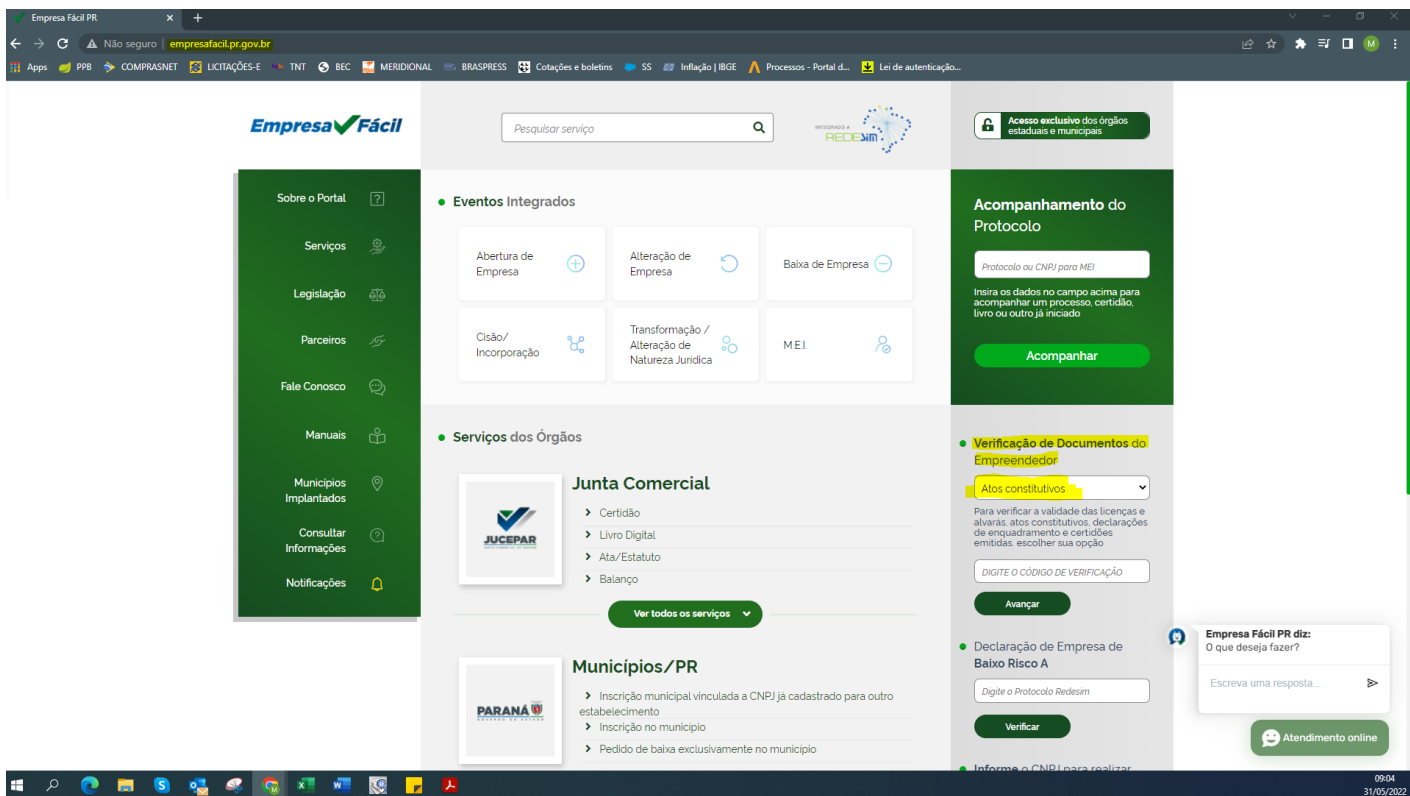 Empresa Fácil PR
Não seguro | empresafacil.pr.gov.br
M
Apps PPB COMPRASNET LICITAÇÕES-E TNT BEC MERIDIONAL BRASPRESS Cotações e boletins SS Inflação | IBGE Processos - Portal d... Lei de autenticação...
Empresa Fácil
Pesquisar serviço
INTEGRADO A
REDESIM
Acesso exclusivo dos órgãos
estaduais e municipais
Sobre o Portal
Serviços
Legislação
Parceiros
Fale Conosco
Manuais
Municípios
Implantados
Consultar
Informações
Notificações
Eventos Integrados
Abertura de
Empresa
Alteração de
Empresa
Baixa de Empresa
Cisão/
Incorporação
Transformação /
Alteração de
Natureza Jurídica
M.E.I.
Acompanhamento do
Protocolo
Protocolo ou CNPJ para MEI
Insira os dados no campo acima para
acompanhar um processo, certidão,
livro ou outro já iniciado
Acompanhar
Serviços dos Órgãos
JUCEPAR
Junta Comercial
Certidão
Livro Digital
Ata/Estatuto
Balanço
Ver todos os serviços
PARANÁ
GOVERNO DO ESTADO
Municípios/PR
Inscrição municipal vinculada a CNPJ já cadastrado para outro
estabelecimento
Inscrição no município
Pedido de baixa exclusivamente no município
Verificação de Documentos do
Empreendedor
Atos constitutivos
Para verificar a validade das licenças e
alvarás, atos constitutivos, declarações
de enquadramento e certidões
emitidas. escolher sua opção
DIGITE O CÓDIGO DE VERIFICAÇÃO
Avançar
Declaração de Empresa de
Baixo Risco A
Digite o Protocolo Redesim
Verificar
Informe o CNPJ para realizar
Empresa Fácil PR diz:
O que deseja fazer?
Escreva uma resposta...
Atendimento online
09:04
31/05/2022